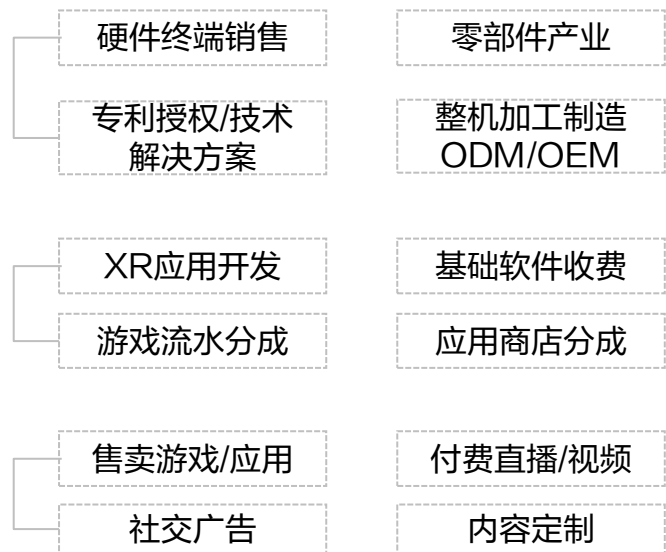 硬件终端销售
零部件产业
专利授权/技术
解决方案
整机加工制造
ODM/OEM
XR应用开发
基础软件收费
游戏流水分成
应用商店分成
售卖游戏/应用
付费直播/视频
社交广告
内容定制